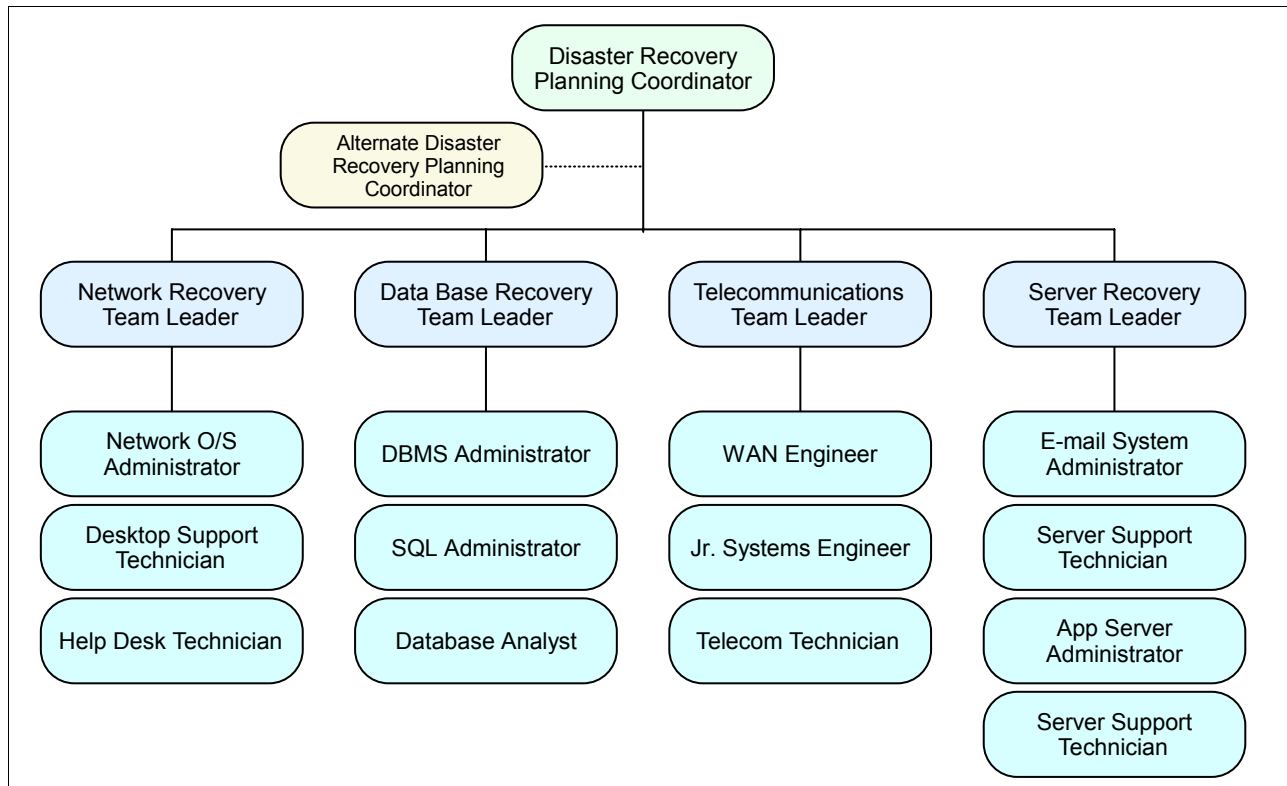 Disaster Recovery
Planning Coordinator
Alternate Disaster
Recovery Planning
Coordinator
Network Recovery
Team Leader
Data Base Recovery
Team Leader
Telecommunications
Team Leader
Server Recovery
Team Leader
Network O/S
Administrator
DBMS Administrator
WAN Engineer
E-mail System
Administrator
Desktop Support
Technician
SQL Administrator
Jr. Systems Engineer
Server Support
Technician
Help Desk Technician
Database Analyst
Telecom Technician
App Server
Administrator
Server Support
Technician